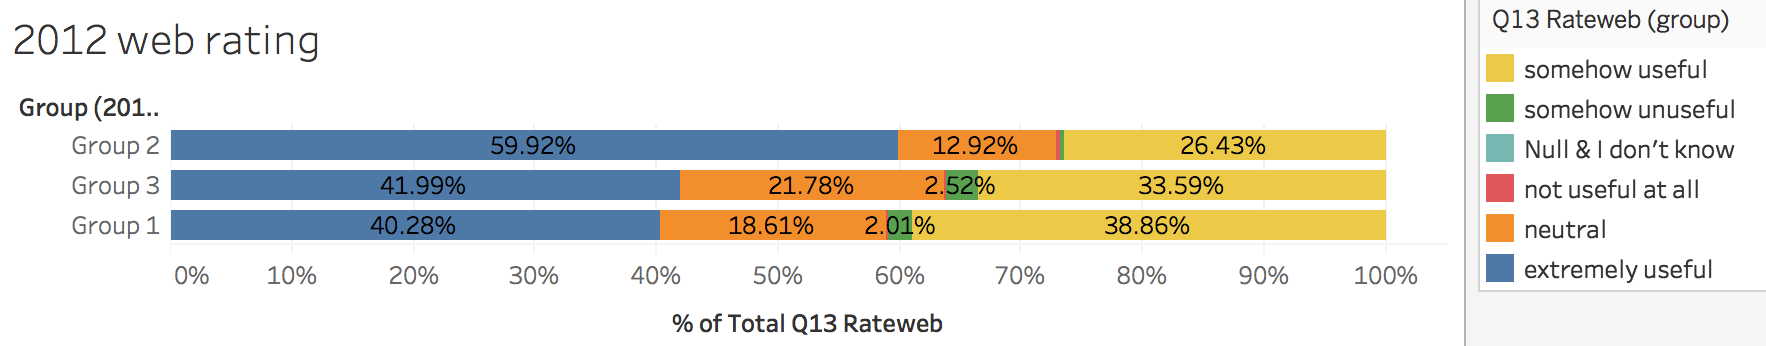 2012 web rating
Group (201..
Group 2 59.92% 12.92% 26.43%
Group 3 41.99% 21.78% 2.52% 33.59%
Group 1 40.28% 18.61% 2.01% 38.86%
0% 10% 20% 30% 40% 50% 60% 70% 80% 90% 100%
% of Total Q13 Rateweb
Q13 Rateweb (group)
somehow useful
somehow unuseful
Null & I don't know
not useful at all
neutral
extremely useful